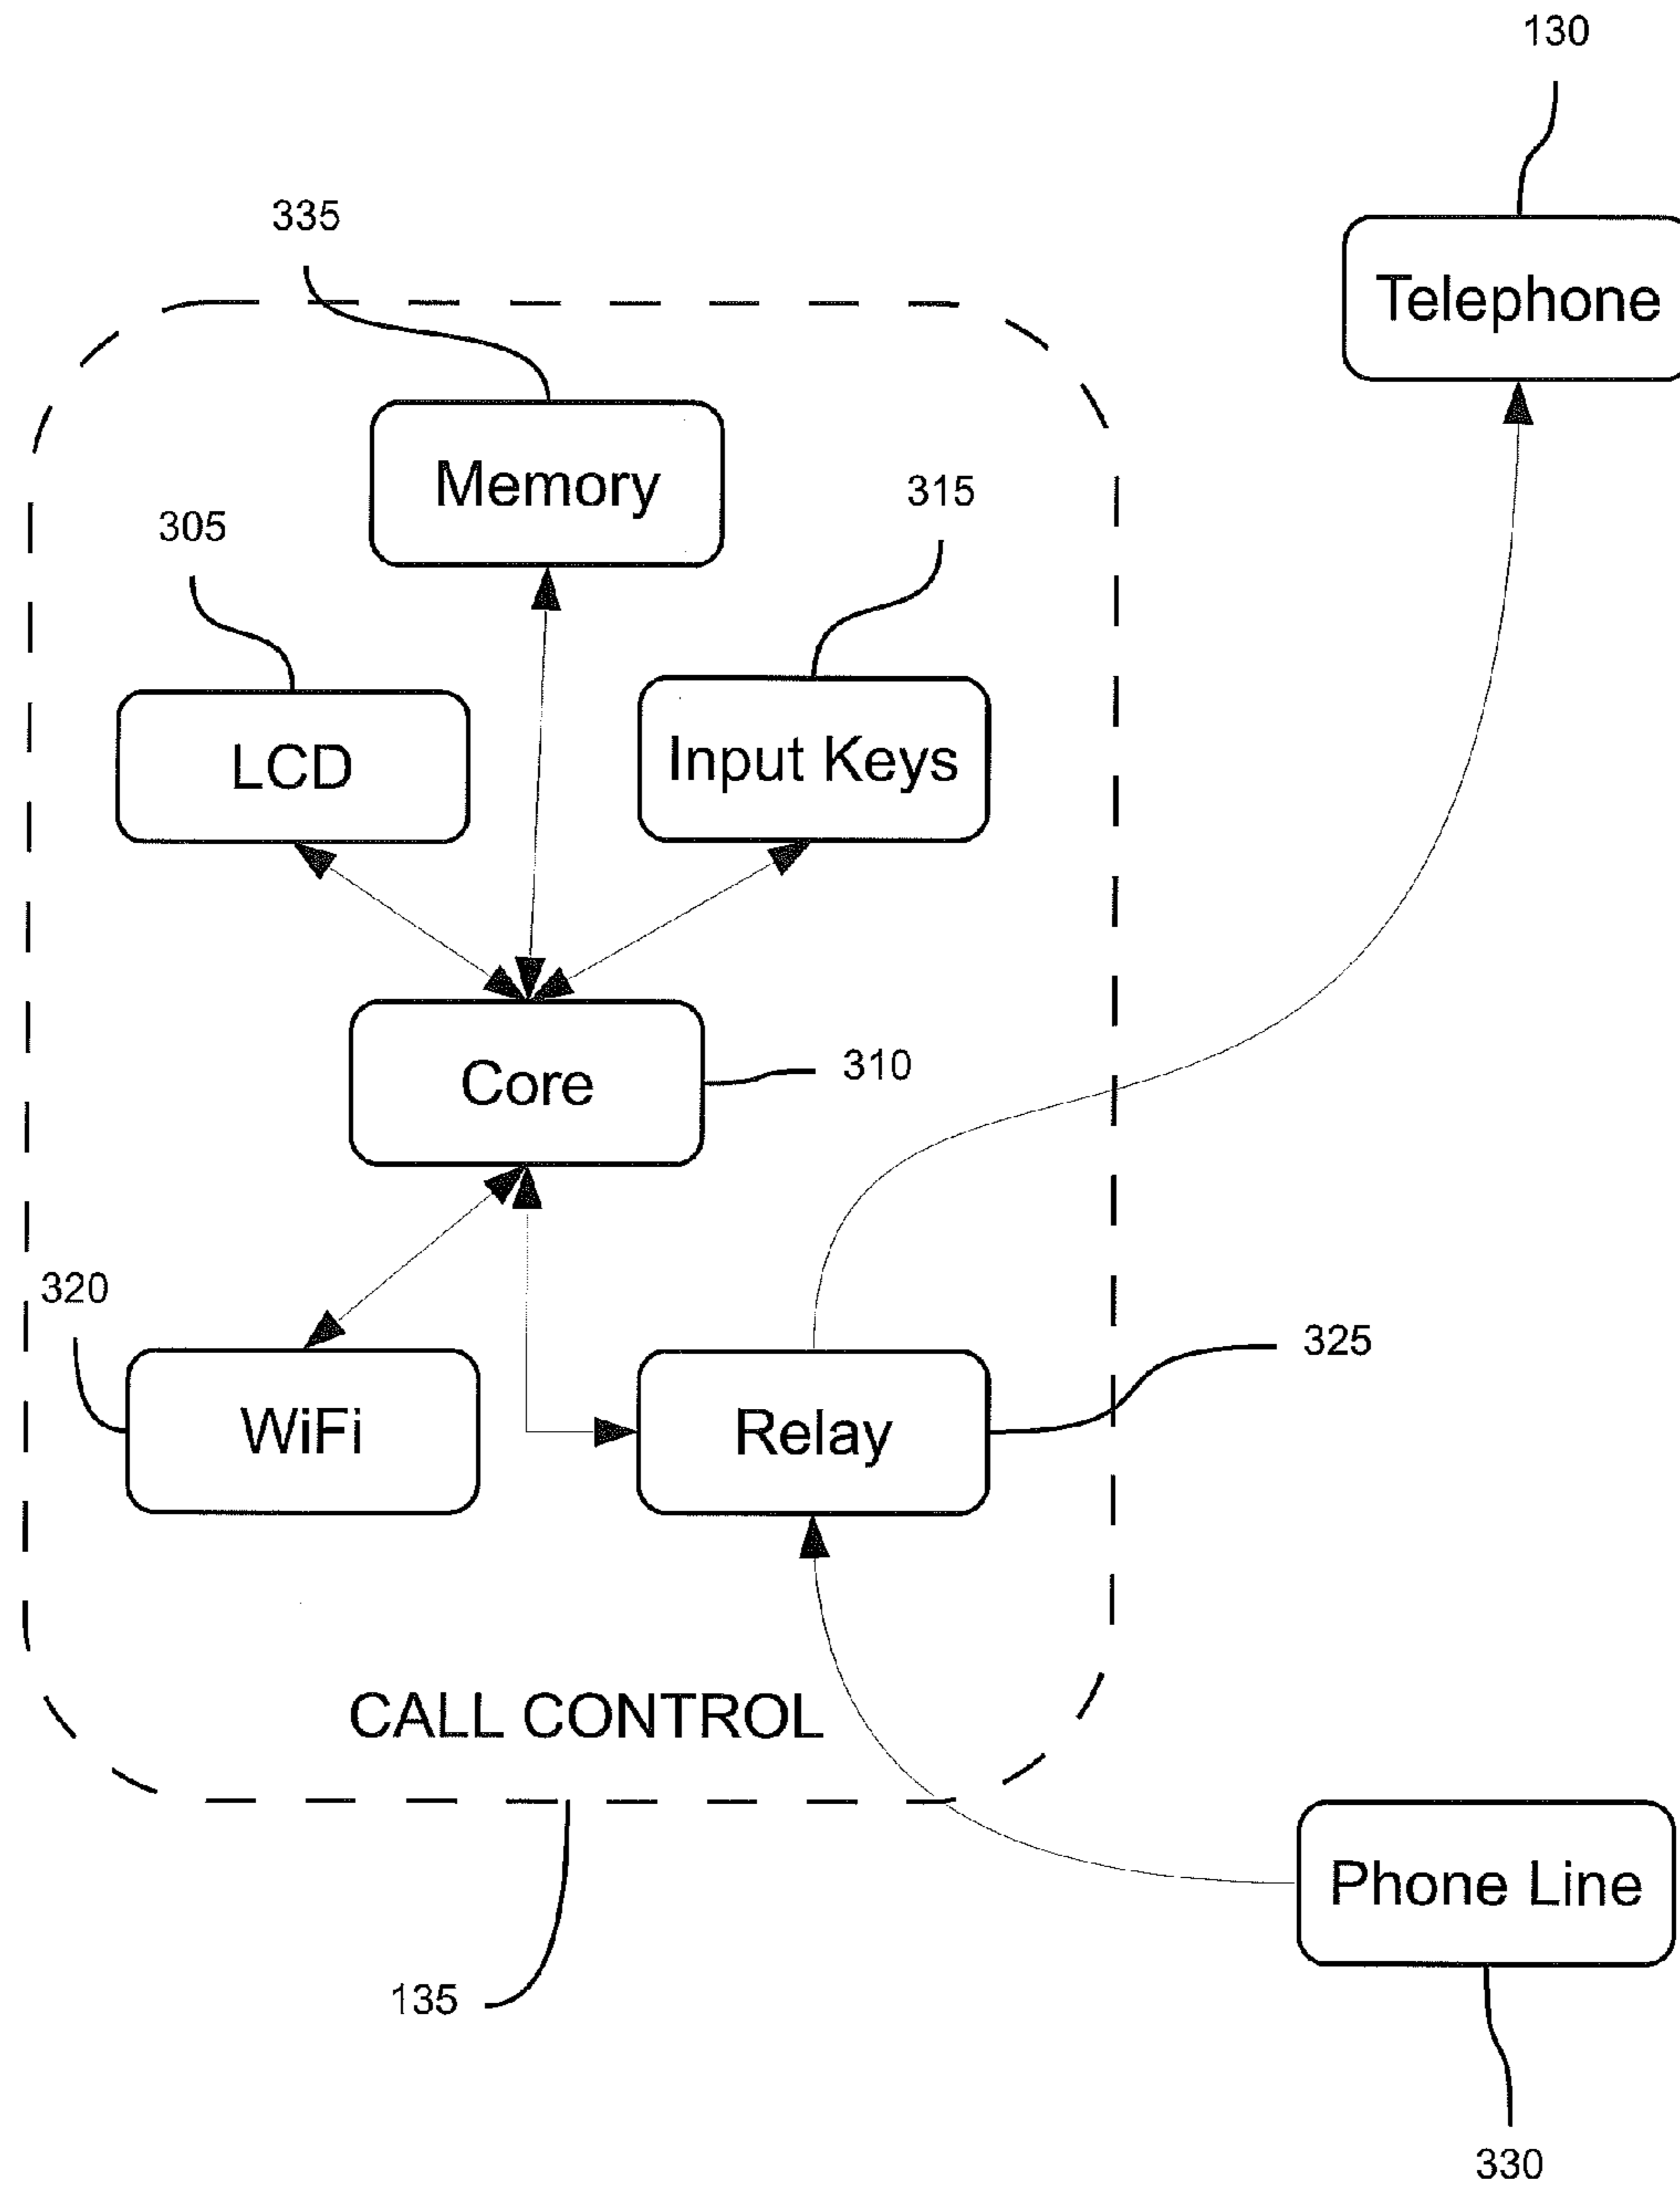 130
Telephone
335
Memory
315
305
Input Keys
LCD
Core
310
320
325
WiFi
Relay
CALL CONTROL
Phone Line
135
330